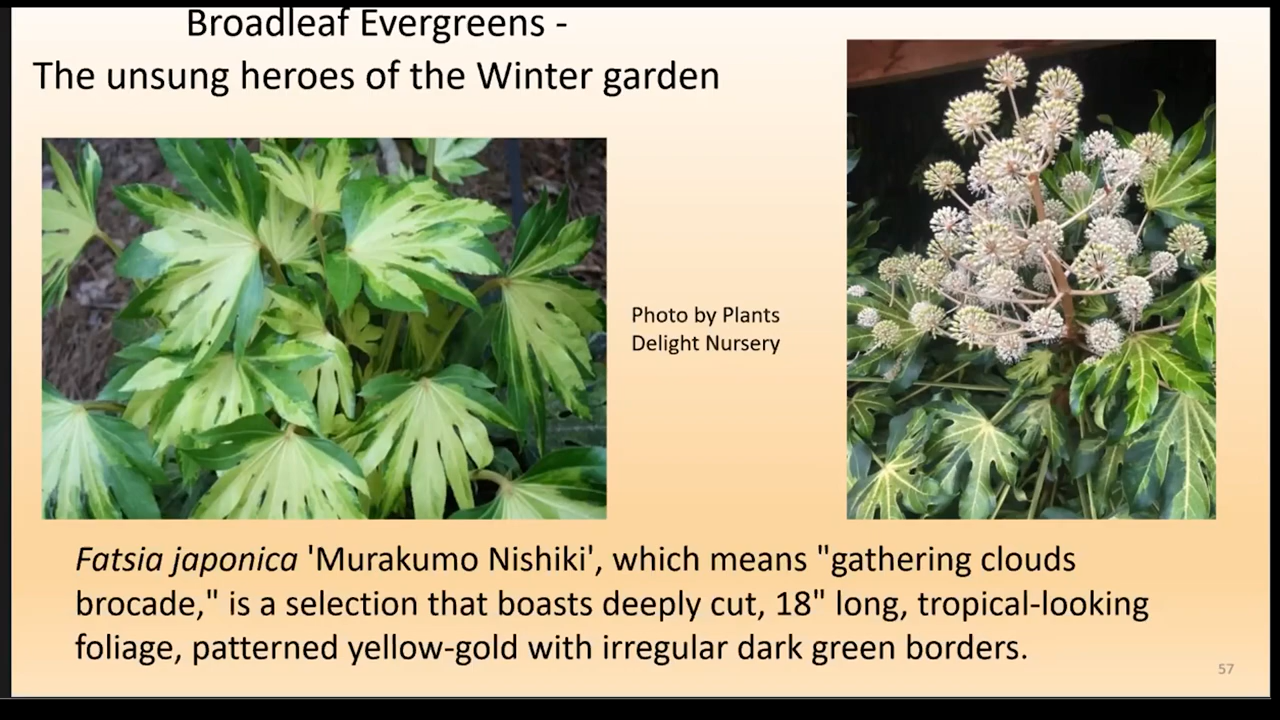 Broadleaf Evergreens -
The unsung heroes of the Winter garden
Photo by Plants
Delight Nursery
Fatsia japonica 'Murakumo Nishiki', which means "gathering clouds
brocade," is a selection that boasts deeply cut, 18" long, tropical-looking
foliage, patterned yellow-gold with irregular dark green borders.
57